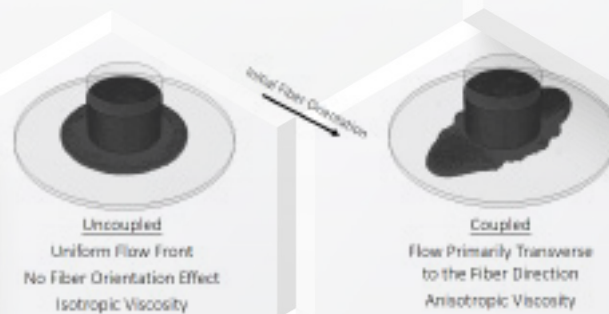 Initial Fiber Orientation
Uncoupled
Uniform Flow Front
No Fiber Orientation Effect
Isotropic Viscosity
Coupled
Flow Primarily Transverse
to the Fiber Direction
Anisotropic Viscosity